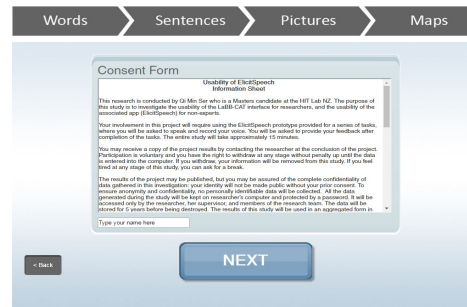 Words Sentences Pictures Maps
Consent Form
Usability of ElicitSpeech
Information Sheet
This research is conducted by Qi Min Ser who is a Masters candidate at the HIT Lab NZ. The purpose of
this study is to investigate the usability of the LaBB-CAT interface for researchers, and the usability of the
associated app (ElicitSpeech) for non-experts.
Your involvement in this project will require using the ElicitSpeech prototype provided for a series of tasks,
where you will be asked to speak and record your voice. You will be asked to provide your feedback after
completion of the tasks. The entire study will take approximately 15 minutes.
You may receive a copy of the project results by contacting the researcher at the conclusion of the project.
Participation is voluntary and you have the right to withdraw at any stage without penalty up until the data
is entered into the computer. If you withdraw, your information will be removed from this study. If you feel
tired at any stage of this study, you can ask for a break.
The results of the project may be published, but you may be assured of the complete confidentiality of
data gathered in this investigation: your identity will not be made public without your prior consent. To
ensure anonymity and confidentiality, no personally identifiable data will be collected. All the data
generated during the study will be kept on researcher's computer and protected by a password. It will be
accessed only by the researcher, her supervisor, and members of the research team. The data will be
stored for 5 years before being destroyed. The results of this study will be used in an aggregated form in
Type your name here
< Back
NEXT